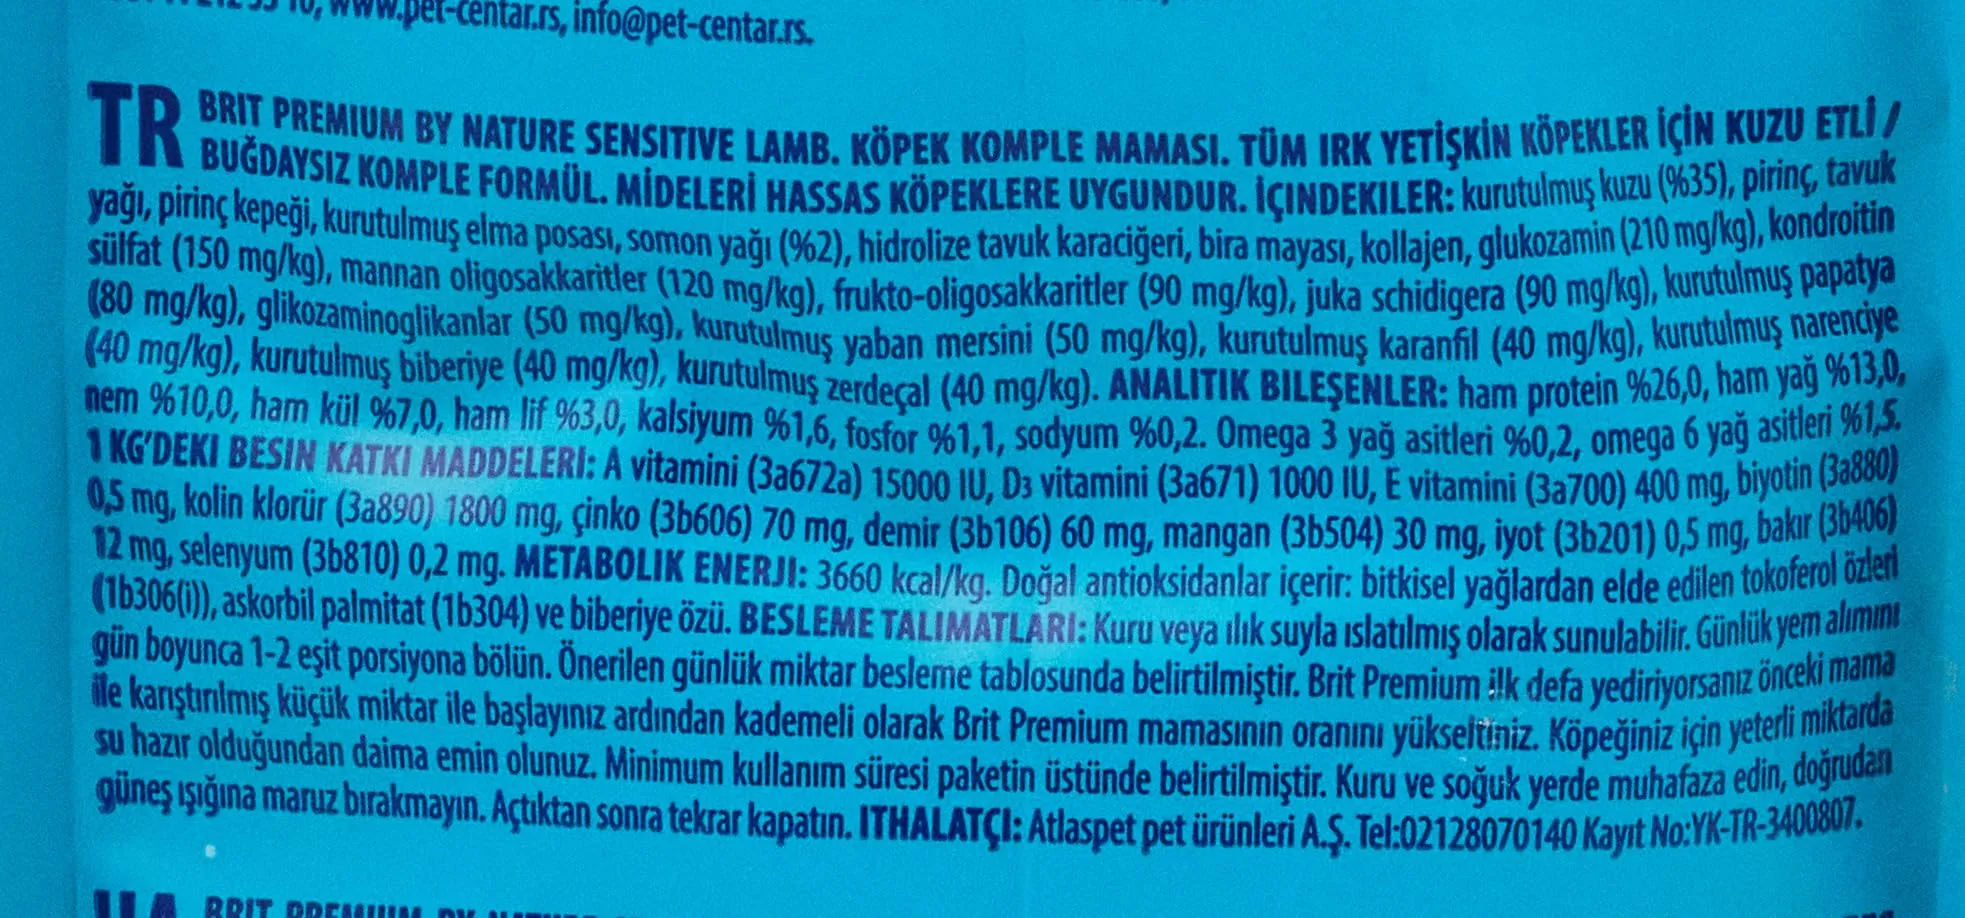 www.pet-centar.rs, info@pet-centar.rs.
TR BRIT PREMIUM BY NATURE SENSITIVE LAMB. KÖPEK KOMPLE MAMASI. TÜM IRK YETİŞKİN KÖPEKLER İÇİN KUZU ETLİ /
BUĞDAYSIZ KOMPLE FORMÜL. MİDELERİ HASSAS KÖPEKLERE UYGUNDUR. İÇINDEKILER: kurutulmuş kuzu (%35), pirinç, tavuk
yağı, pirinç kepeği, kurutulmuş elma posası, somon yağı (%2), hidrolize tavuk karaciğeri, bira mayası, kollajen, glukozamin (210 mg/kg), kondroitin
sülfat (150 mg/kg), mannan oligosakkaritler (120 mg/kg), frukto-oligosakkaritler (90 mg/kg), juka schidigera (90 mg/kg), kurutulmuş papatya
(80 mg/kg), glikozaminoglikanlar (50 mg/kg), kurutulmuş yaban mersini (50 mg/kg), kurutulmuş karanfil (40 mg/kg), kurutulmuş narenciye
(40 mg/kg), kurutulmuş biberiye (40 mg/kg), kurutulmuş zerdeçal (40 mg/kg). ANALITIK BILEŞENLER: ham protein %26,0, ham yağ %13,0,
nem %10,0, ham kül %7,0, ham lif %3,0, kalsiyum %1,6, fosfor %1,1, sodyum %0,2. Omega 3 yağ asitleri %0,2, omega 6 yağ asitleri %1,5.
1 KG'DEKI BESIN KATKI MADDELERI: A vitamini (3a672a) 15000 IU, D3 vitamini (3a671) 1000 IU, E vitamini (3a700) 400 mg, biyotin (3a880)
0,5 mg, kolin klorür (3a890) 1800 mg, çinko (3b606) 70 mg, demir (3b106) 60 mg, mangan (3b504) 30 mg, iyot (3b201) 0,5 mg, bakır (3b406)
12 mg, selenyum (3b810) 0,2 mg. METABOLIK ENERJI: 3660 kcal/kg. Doğal antioksidanlar içerir: bitkisel yağlardan elde edilen tokoferol özleri
(1b306(i)), askorbil palmitat (1b304) ve biberiye özü. BESLEME TALIMATLARI: Kuru veya ılık suyla ıslatılmış olarak sunulabilir. Günlük yem alımını
gün boyunca 1-2 eşit porsiyona bölün. Önerilen günlük miktar besleme tablosunda belirtilmiştir. Brit Premium ilk defa yediriyorsanız önceki mama
ile karıştırılmış küçük miktar ile başlayınız ardından kademeli olarak Brit Premium mamasının oranını yükseltiniz. Köpeğiniz için yeterli miktarda
su hazır olduğundan daima emin olunuz. Minimum kullanım süresi paketin üstünde belirtilmiştir. Kuru ve soğuk yerde muhafaza edin, doğrudan
güneş ışığına maruz bırakmayın. Açtıktan sonra tekrar kapatın. ITHALATÇI: Atlaspet pet ürünleri A.Ş. Tel:02128070140 Kayıt No:YK-TR-3400807.
UA BRIT PREMIUM BY NATURE